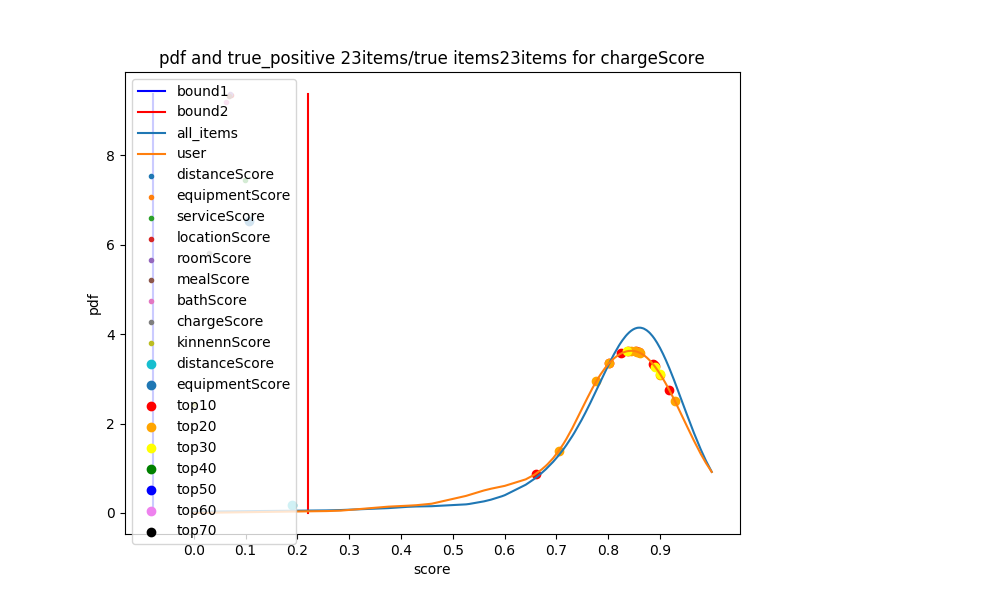 pdf and true_positive 23items/true items23items for chargeScore
bound1
bound2
all_items
user
distanceScore
equipmentScore
serviceScore
locationScore
roomScore
mealScore
bathScore
chargeScore
kinnennScore
distanceScore
equipmentScore
top10
top20
top30
top40
top50
top60
top70
8
6
4
2
0
pdf
0.0 0.1 0.2 0.3 0.4 0.5 0.6 0.7 0.8 0.9
score